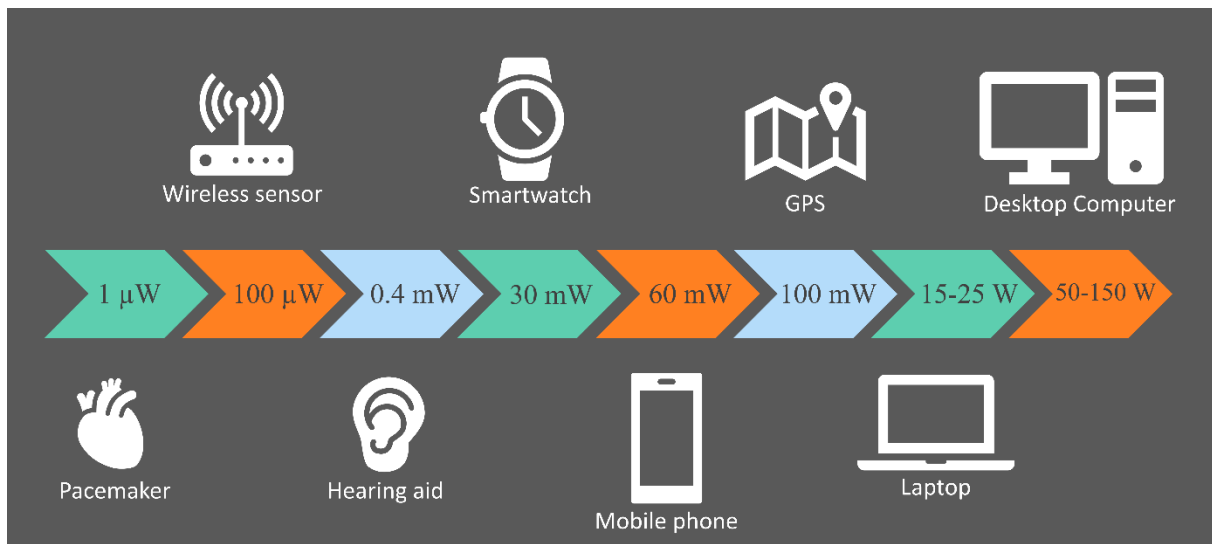 Wireless sensor
Smartwatch
GPS
Desktop Computer
1 µW
100 µW
0.4 mW
30 mW
60 mW
100 mW
15-25 W
50-150 W
Pacemaker
Hearing aid
Mobile phone
Laptop